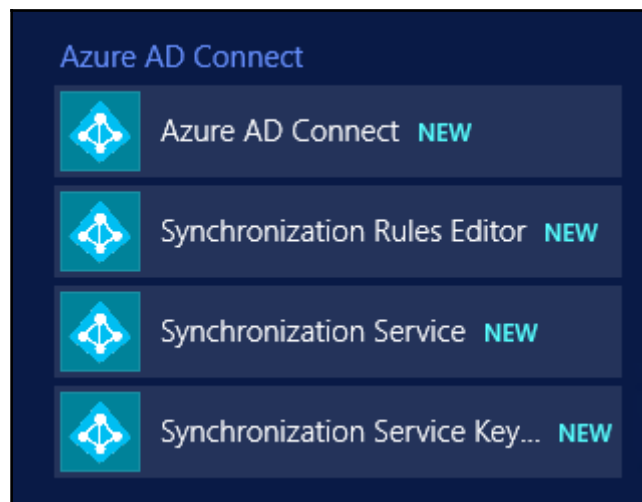 Azure AD Connect
Azure AD Connect NEW
Synchronization Rules Editor NEW
Synchronization Service NEW
Synchronization Service Key... NEW